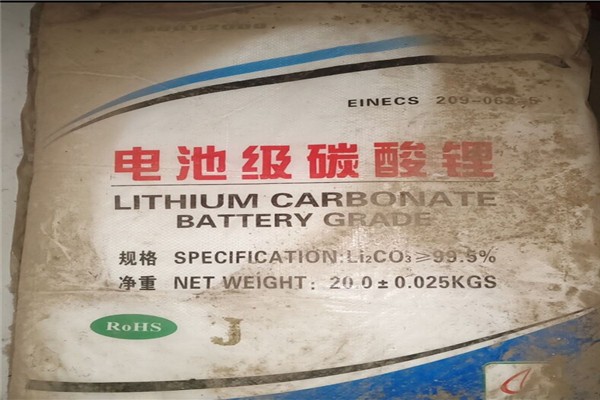 EINECS 209-062-5
电池级碳酸锂
LITHIUM CARBONATE
BATTERY GRADE
规格 SPECIFICATION:Li₂CO₃≥99.5%
净重 NET WEIGHT: 20.0±0.025KGS
RoHS
J